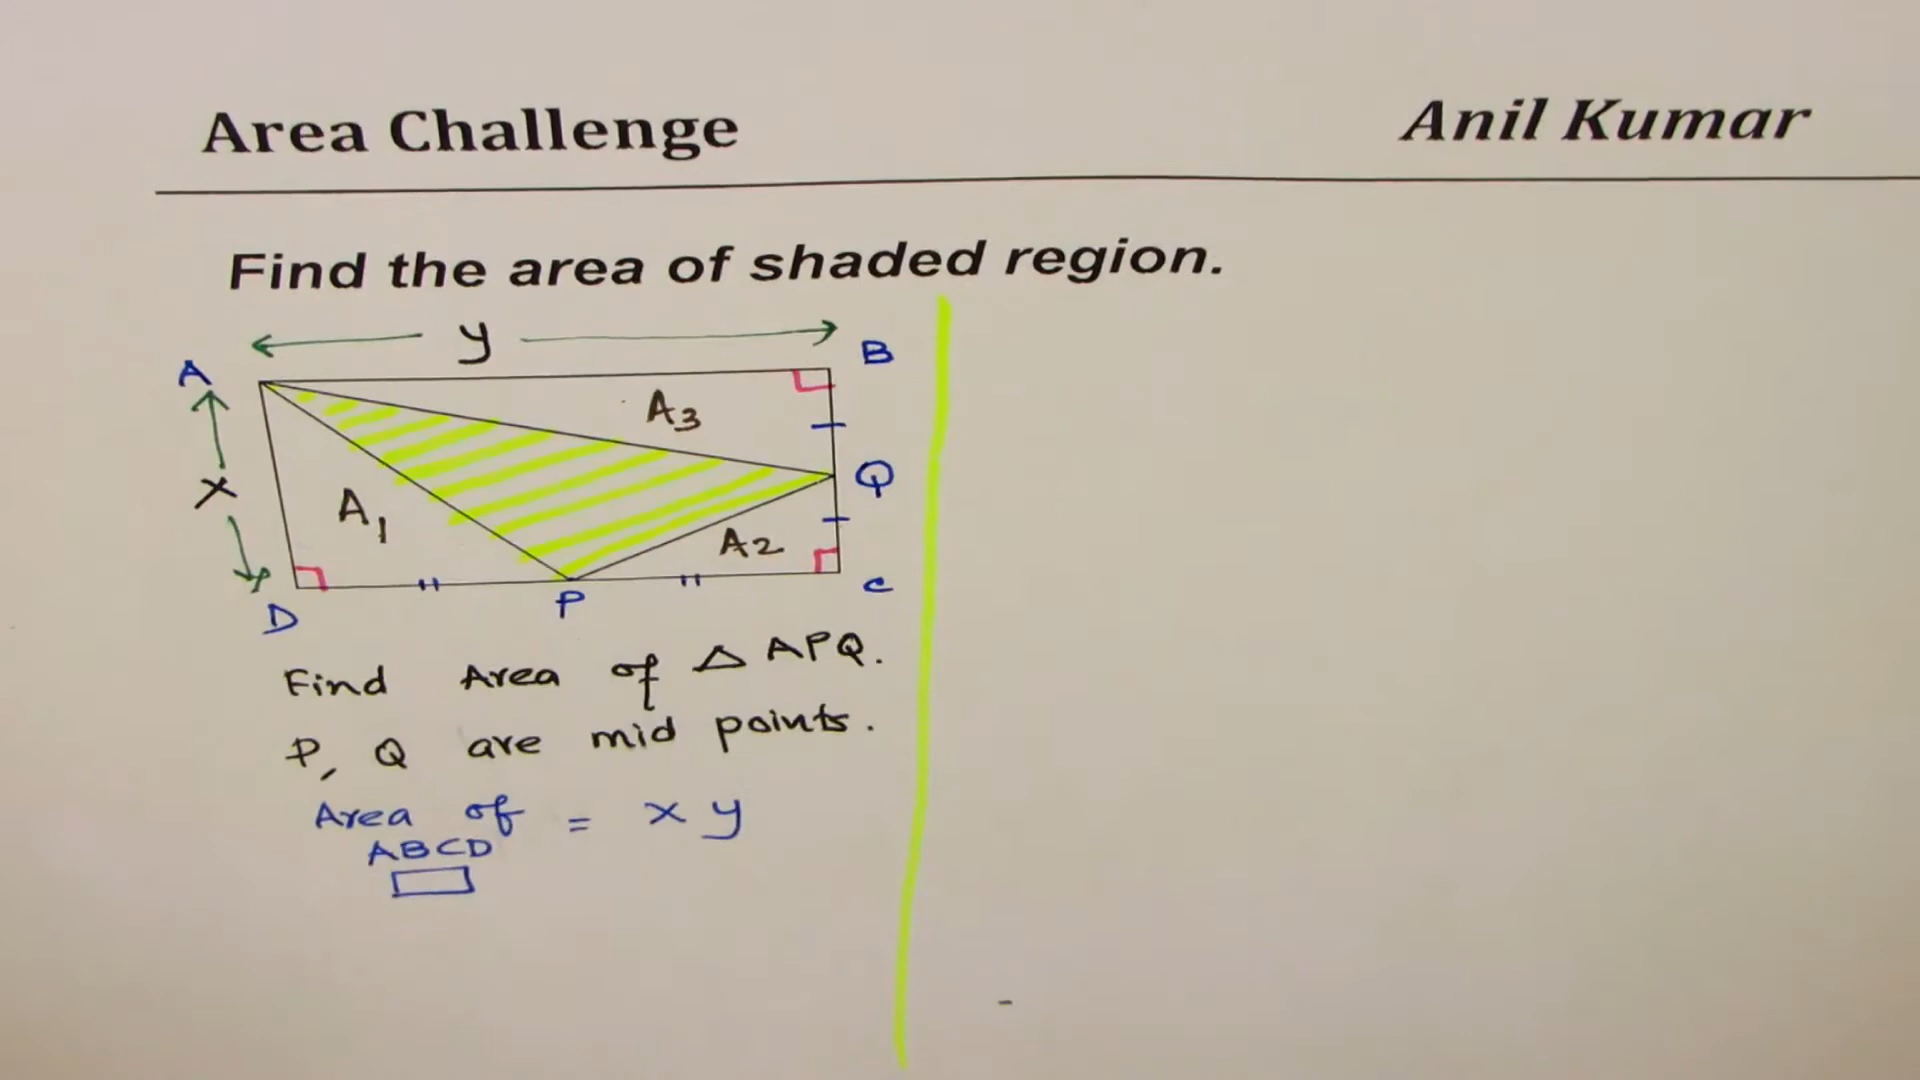 Area Challenge
Anil Kumar
Find the area of shaded region.
y
A
B
A3
x
Q
A1
A2
D
P
C
Find Area of △ APQ.
P, Q are mid points.
Area of = xy
ABCD